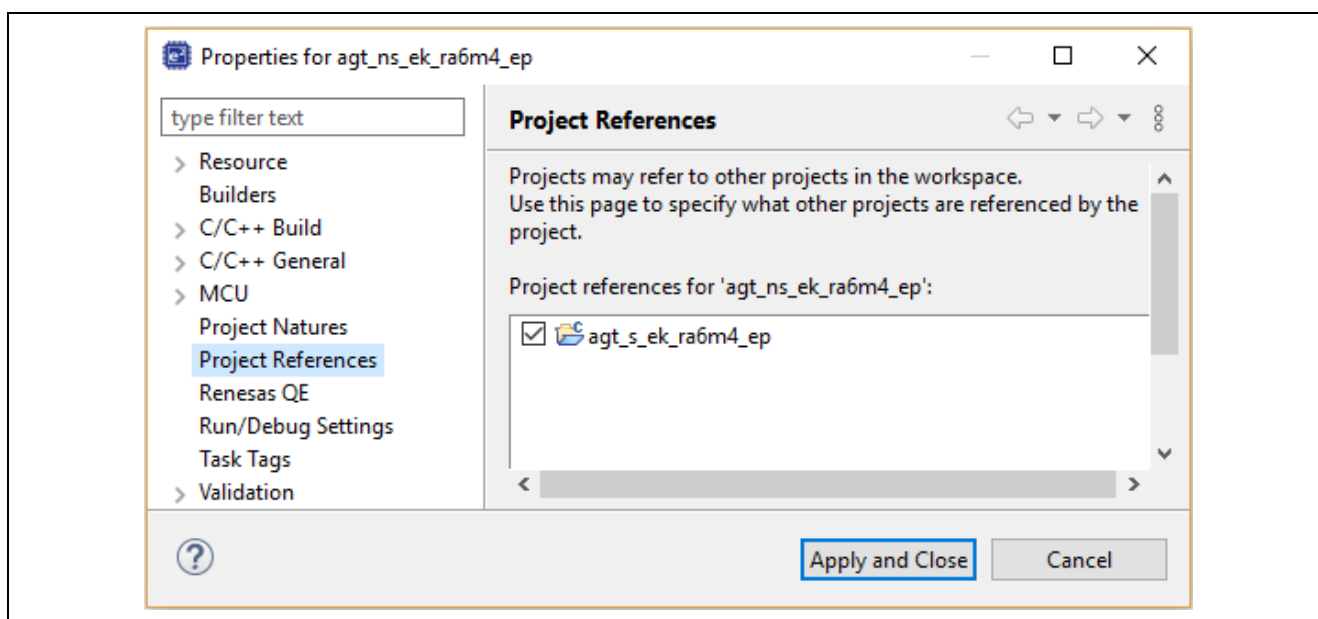 Properties for agt_ns_ek_ra6m4_ep
type filter text
Resource
Builders
C/C++ Build
C/C++ General
MCU
Project Natures
Project References
Renesas QE
Run/Debug Settings
Task Tags
Validation
Project References
Projects may refer to other projects in the workspace.
Use this page to specify what other projects are referenced by the
project.
Project references for 'agt_ns_ek_ra6m4_ep':
agt_s_ek_ra6m4_ep
Apply and Close
Cancel